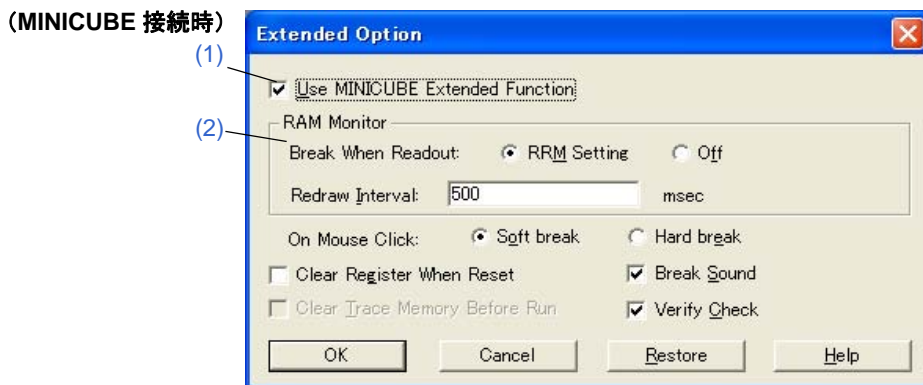 （MINICUBE 接続時）
Extended Option
(1)
Use MINICUBE Extended Function
RAM Monitor
(2)
Break When Readout: RRM Setting Off
Redraw Interval: 500 msec
On Mouse Click: Soft break Hard break
Clear Register When Reset Break Sound
Clear Trace Memory Before Run Verify Check
OK Cancel Restore Help